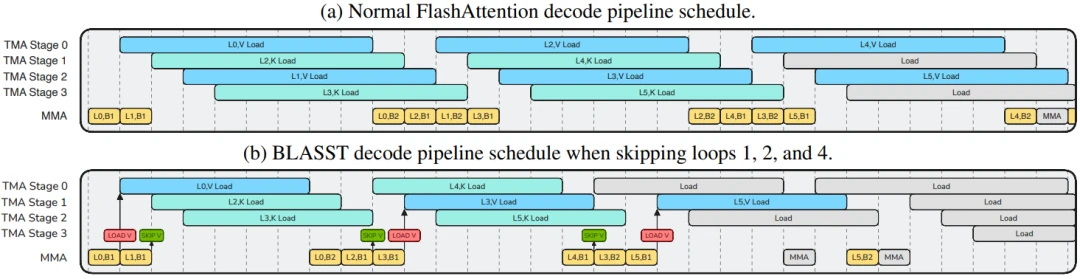 (a) Normal FlashAttention decode pipeline schedule.
TMA Stage 0 L0,V Load L2,V Load L4,V Load
TMA Stage 1 L2,K Load L4,K Load Load
TMA Stage 2 L1,V Load L3,V Load L5,V Load
TMA Stage 3 L3,K Load L5,K Load Load
MMA L0,B1 L1,B1 L0,B2 L2,B1 L1,B2 L3,B1 L2,B2 L4,B1 L3,B2 L5,B1 L4,B2 MMA
(b) BLASST decode pipeline schedule when skipping loops 1, 2, and 4.
TMA Stage 0 L0,V Load L4,K Load Load Load
TMA Stage 1 L2,K Load L3,V Load L5,V Load Load
TMA Stage 2 L3,K Load L5,K Load Load Load
TMA Stage 3 LOAD V SKIP V SKIP V LOAD V SKIP V LOAD V Load
MMA L0,B1 L1,B1 L0,B2 L2,B1 L3,B1 L4,B1 L3,B2 L5,B1 MMA L5,B2 MMA